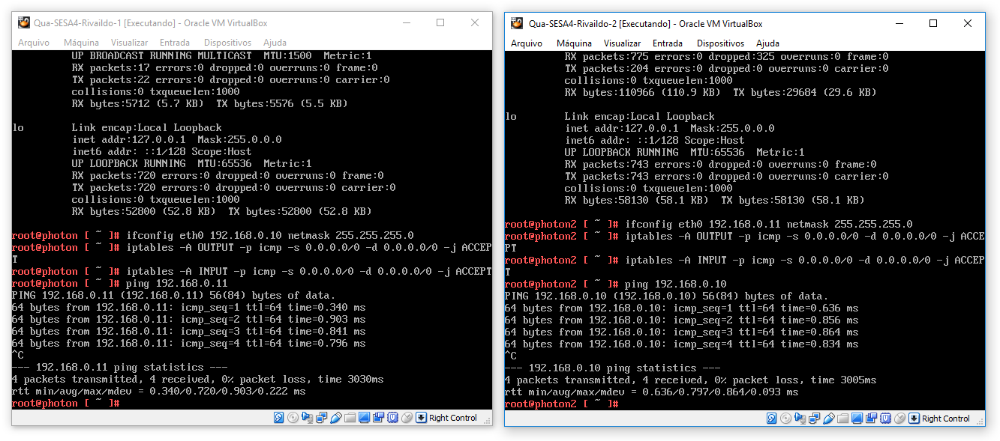 Qua-SESA4-Rivaildo-1 [Executando] - Oracle VM VirtualBox
Arquivo Máquina Visualizar Entrada Dispositivos Ajuda
UP BROADCAST RUNNING MULTICAST MTU:1500 Metric:1
RX packets:17 errors:0 dropped:0 overruns:0 frame:0
TX packets:22 errors:0 dropped:0 overruns:0 carrier:0
collisions:0 txqueuelen:1000
RX bytes:5712 (5.7 KB) TX bytes:5576 (5.5 KB)
lo Link encap:Local Loopback
inet addr:127.0.0.1 Mask:255.0.0.0
inet6 addr: ::1/128 Scope:Host
UP LOOPBACK RUNNING MTU:65536 Metric:1
RX packets:720 errors:0 dropped:0 overruns:0 frame:0
TX packets:720 errors:0 dropped:0 overruns:0 carrier:0
collisions:0 txqueuelen:1000
RX bytes:52800 (52.8 KB) TX bytes:52800 (52.8 KB)
root@photon [ ~ ]# ifconfig eth0 192.168.0.10 netmask 255.255.255.0
root@photon [ ~ ]# iptables -A OUTPUT -p icmp -s 0.0.0.0/0 -d 0.0.0.0/0 -j ACCEP
T
root@photon [ ~ ]# iptables -A INPUT -p icmp -s 0.0.0.0/0 -d 0.0.0.0/0 -j ACCEPT
root@photon [ ~ ]# ping 192.168.0.11
PING 192.168.0.11 (192.168.0.11) 56(84) bytes of data.
64 bytes from 192.168.0.11: icmp_seq=1 ttl=64 time=0.340 ms
64 bytes from 192.168.0.11: icmp_seq=2 ttl=64 time=0.903 ms
64 bytes from 192.168.0.11: icmp_seq=3 ttl=64 time=0.841 ms
64 bytes from 192.168.0.11: icmp_seq=4 ttl=64 time=0.796 ms
^C
--- 192.168.0.11 ping statistics ---
4 packets transmitted, 4 received, 0% packet loss, time 3030ms
rtt min/avg/max/mdev = 0.340/0.720/0.903/0.222 ms
root@photon [ ~ ]#
Right Control
Qua-SESA4-Rivaildo-2 [Executando] - Oracle VM VirtualBox
Arquivo Máquina Visualizar Entrada Dispositivos Ajuda
RX packets:775 errors:0 dropped:325 overruns:0 frame:0
TX packets:204 errors:0 dropped:0 overruns:0 carrier:0
collisions:0 txqueuelen:1000
RX bytes:110966 (110.9 KB) TX bytes:29684 (29.6 KB)
lo Link encap:Local Loopback
inet addr:127.0.0.1 Mask:255.0.0.0
inet6 addr: ::1/128 Scope:Host
UP LOOPBACK RUNNING MTU:65536 Metric:1
RX packets:743 errors:0 dropped:0 overruns:0 frame:0
TX packets:743 errors:0 dropped:0 overruns:0 carrier:0
collisions:0 txqueuelen:1000
RX bytes:58130 (58.1 KB) TX bytes:58130 (58.1 KB)
root@photon2 [ ~ ]# ifconfig eth0 192.168.0.11 netmask 255.255.255.0
root@photon2 [ ~ ]# iptables -A OUTPUT -p icmp -s 0.0.0.0/0 -d 0.0.0.0/0 -j ACCE
PT
root@photon2 [ ~ ]# iptables -A INPUT -p icmp -s 0.0.0.0/0 -d 0.0.0.0/0 -j ACCEP
T
root@photon2 [ ~ ]# ping 192.168.0.10
PING 192.168.0.10 (192.168.0.10) 56(84) bytes of data.
64 bytes from 192.168.0.10: icmp_seq=1 ttl=64 time=0.636 ms
64 bytes from 192.168.0.10: icmp_seq=2 ttl=64 time=0.856 ms
64 bytes from 192.168.0.10: icmp_seq=3 ttl=64 time=0.864 ms
64 bytes from 192.168.0.10: icmp_seq=4 ttl=64 time=0.834 ms
^C
--- 192.168.0.10 ping statistics ---
4 packets transmitted, 4 received, 0% packet loss, time 3005ms
rtt min/avg/max/mdev = 0.636/0.797/0.864/0.093 ms
root@photon2 [ ~ ]#
Right Control